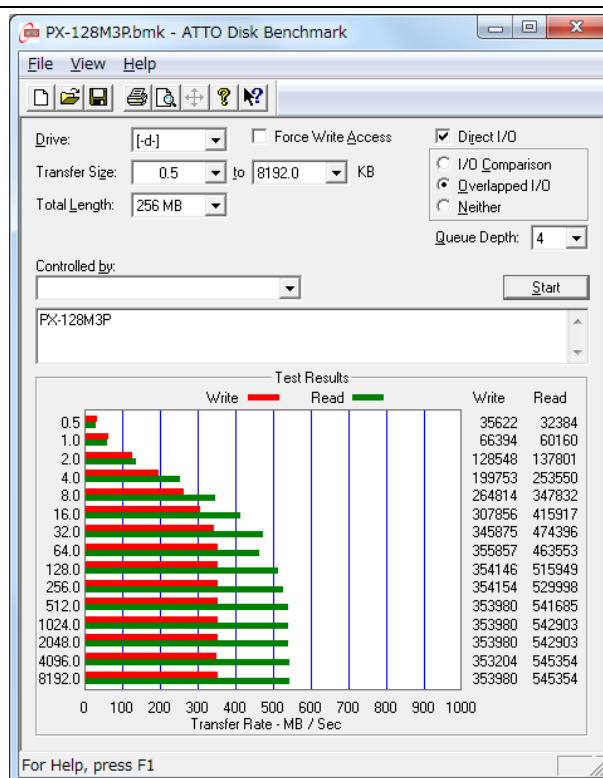 PX-128M3P.bmk - ATTO Disk Benchmark
File View Help
Drive: [-d-] Force Write Access Direct I/O
Transfer Size: 0.5 to 8192.0 KB I/O Comparison
Overlapped I/O
Total Length: 256 MB Neither
Queue Depth: 4
Controlled by:
Start
PX-128M3P
Test Results
Write Read Write Read
0.5 35622 32384
1.0 66394 60160
2.0 128548 137801
4.0 199753 253550
8.0 264814 347832
16.0 307856 415917
32.0 345875 474396
64.0 355857 463553
128.0 354146 515949
256.0 354154 529998
512.0 353980 541685
1024.0 353980 542903
2048.0 353980 542903
4096.0 353204 545354
8192.0 353980 545354
0 100 200 300 400 500 600 700 800 900 1000
Transfer Rate - MB / Sec
For Help, press F1